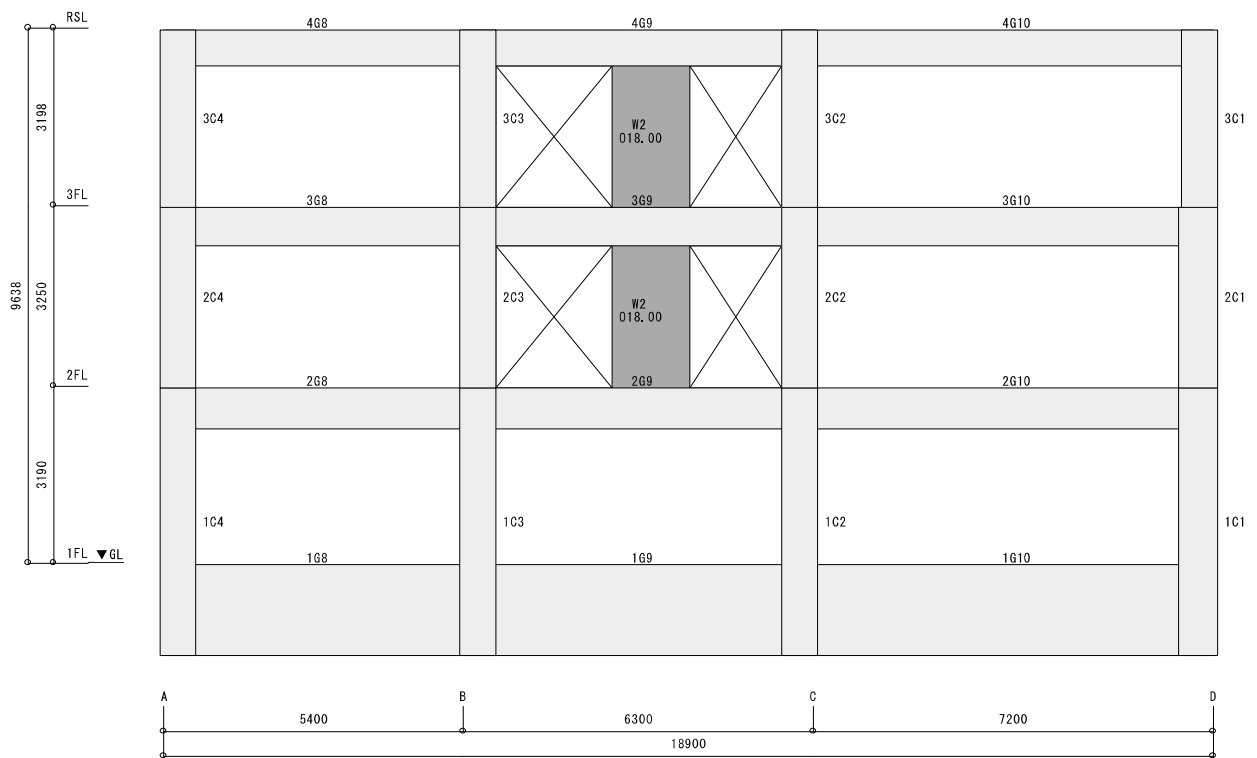 RSL
4G8 4G9 4G10
3198
3C4 3C3 3C2 3C1
W2
018.00
3FL
3G8 3G9 3G10
9638
3250
2C4 2C3 2C2 2C1
W2
018.00
2FL
2G8 2G9 2G10
3190
1C4 1C3 1C2 1C1
1FL ▼GL
1G8 1G9 1G10
A B C D
5400 6300 7200
18900